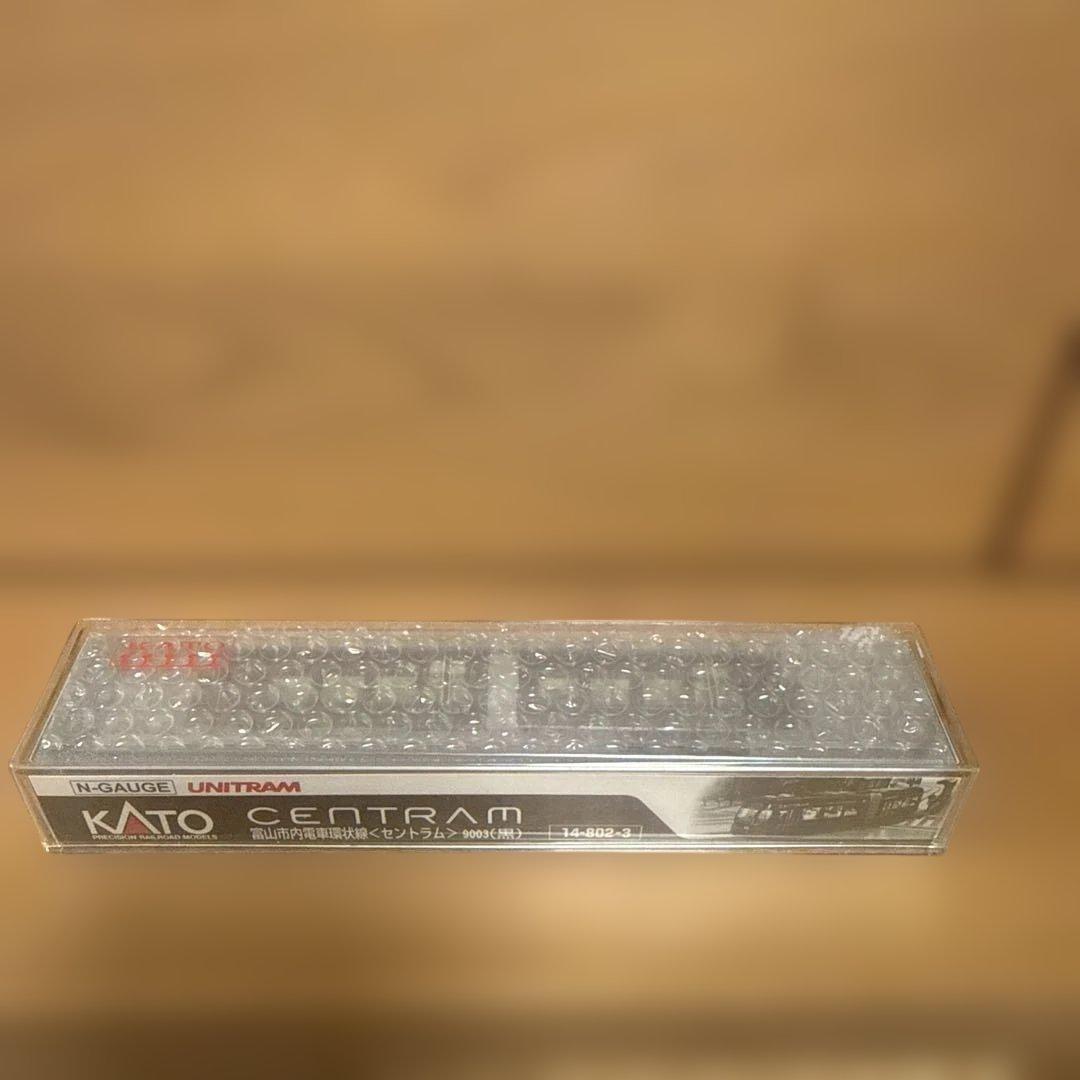 N-GAUGE UNITRAM
KATO CENTRAM
PRECISION RAILROAD MODELS
富山市内電車環状線<セントラム> 9003(黒) 14-802-3